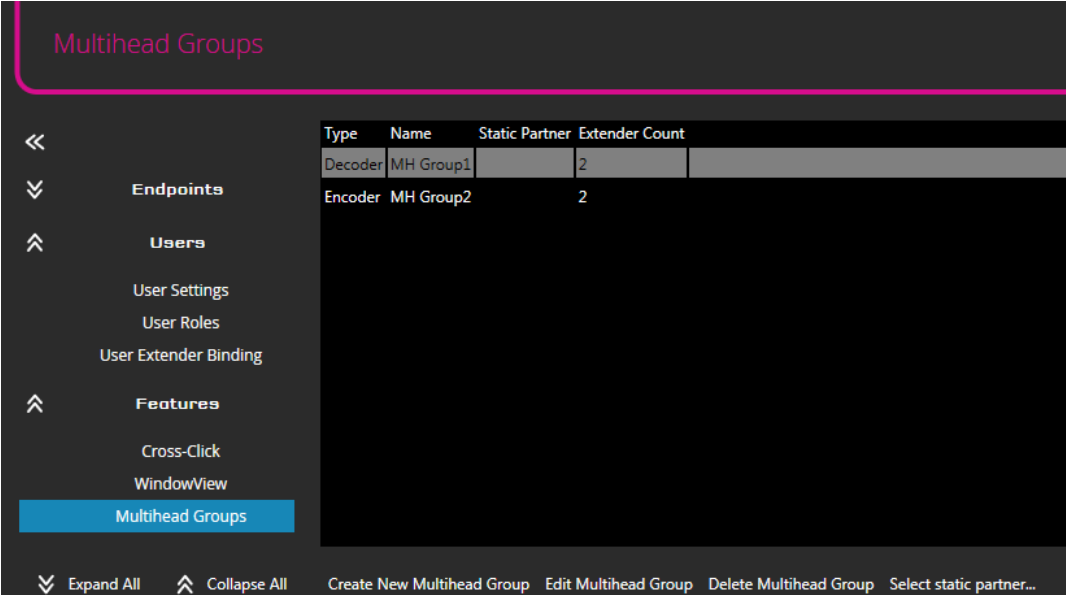 Multihead Groups
Type Name Static Partner Extender Count
Decoder MH Group1 2
Encoder MH Group2 2
Endpoints
Users
User Settings
User Roles
User Extender Binding
Features
Cross-Click
WindowView
Multihead Groups
Expand All Collapse All Create New Multihead Group Edit Multihead Group Delete Multihead Group Select static partner...